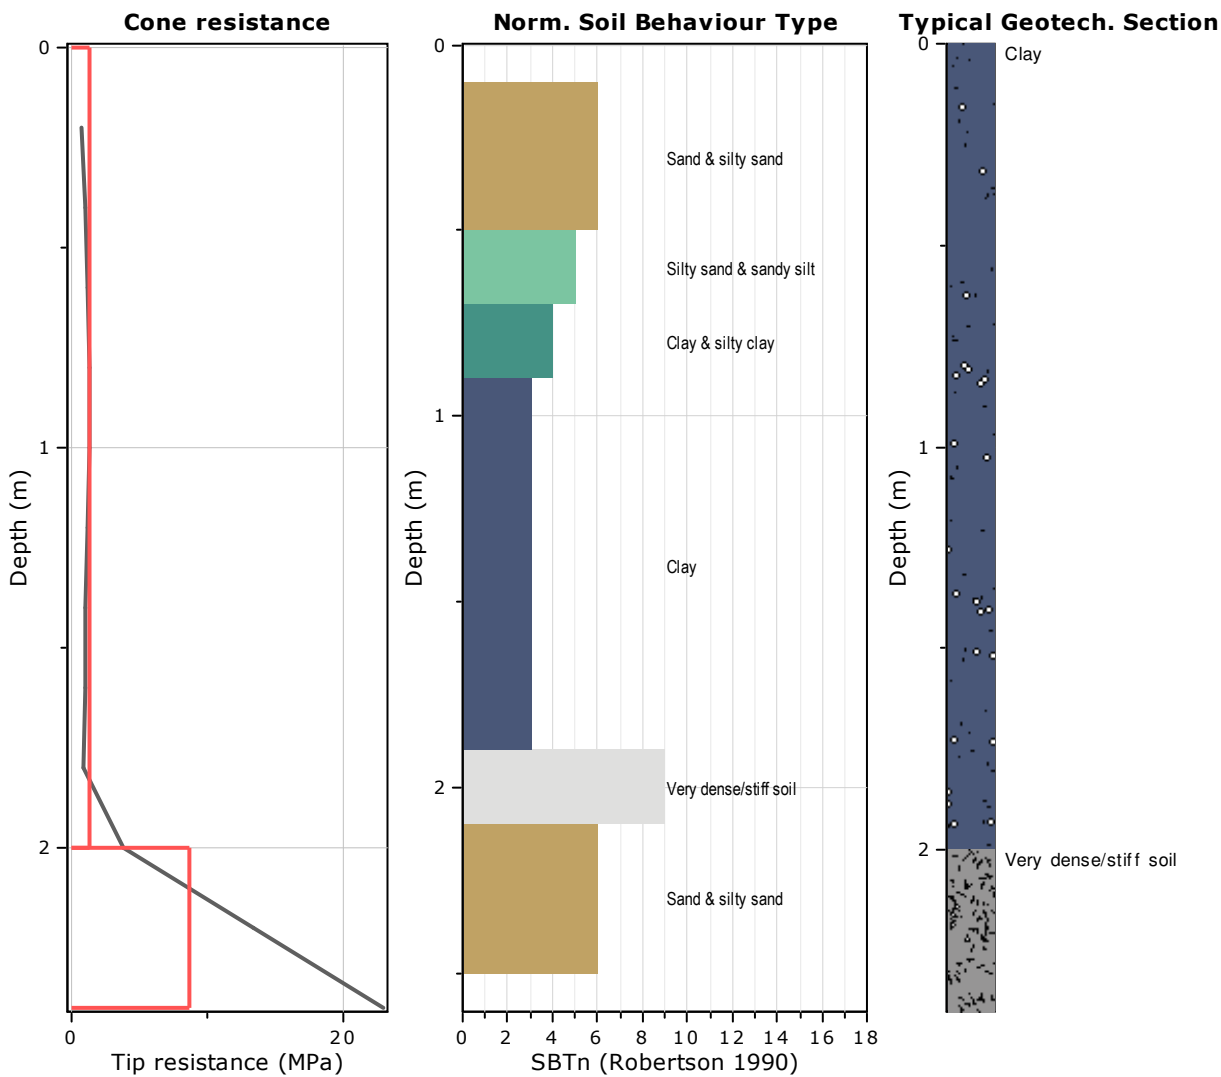 Cone resistance
0
1
2
Depth (m)
0
20
Tip resistance (MPa)
Norm. Soil Behaviour Type
0
1
2
Depth (m)
Sand & silty sand
Silty sand & sandy silt
Clay & silty clay
Clay
Very dense/stiff soil
Sand & silty sand
0 2 4 6 8 10 12 14 16 18
SBTn (Robertson 1990)
Typical Geotech. Section
0
1
2
Depth (m)
Clay
Very dense/stiff soil